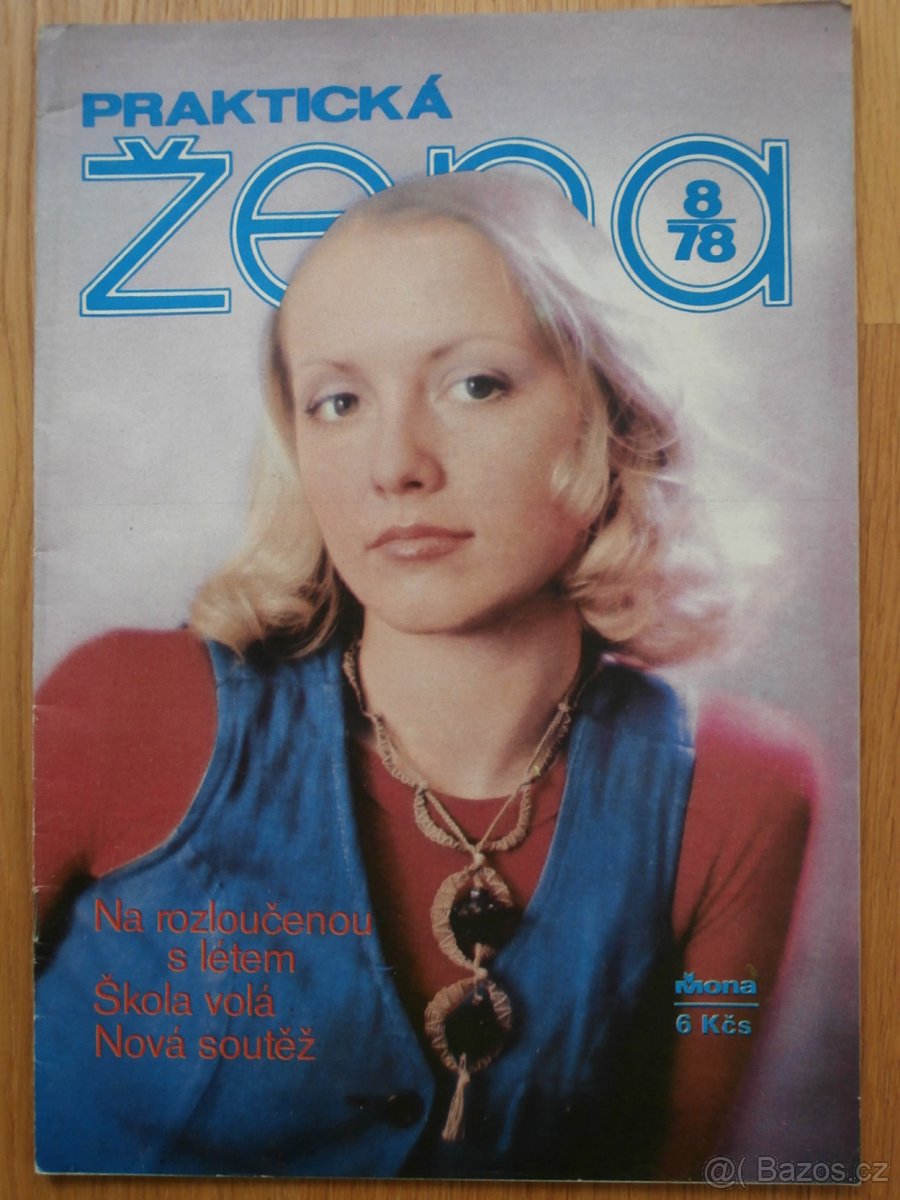 PRAKTICKÁ
žena
8
78
Na rozloučenou
s létem
Škola volá
Nová soutěž
Mona
6 Kčs
@( Bazos.cz